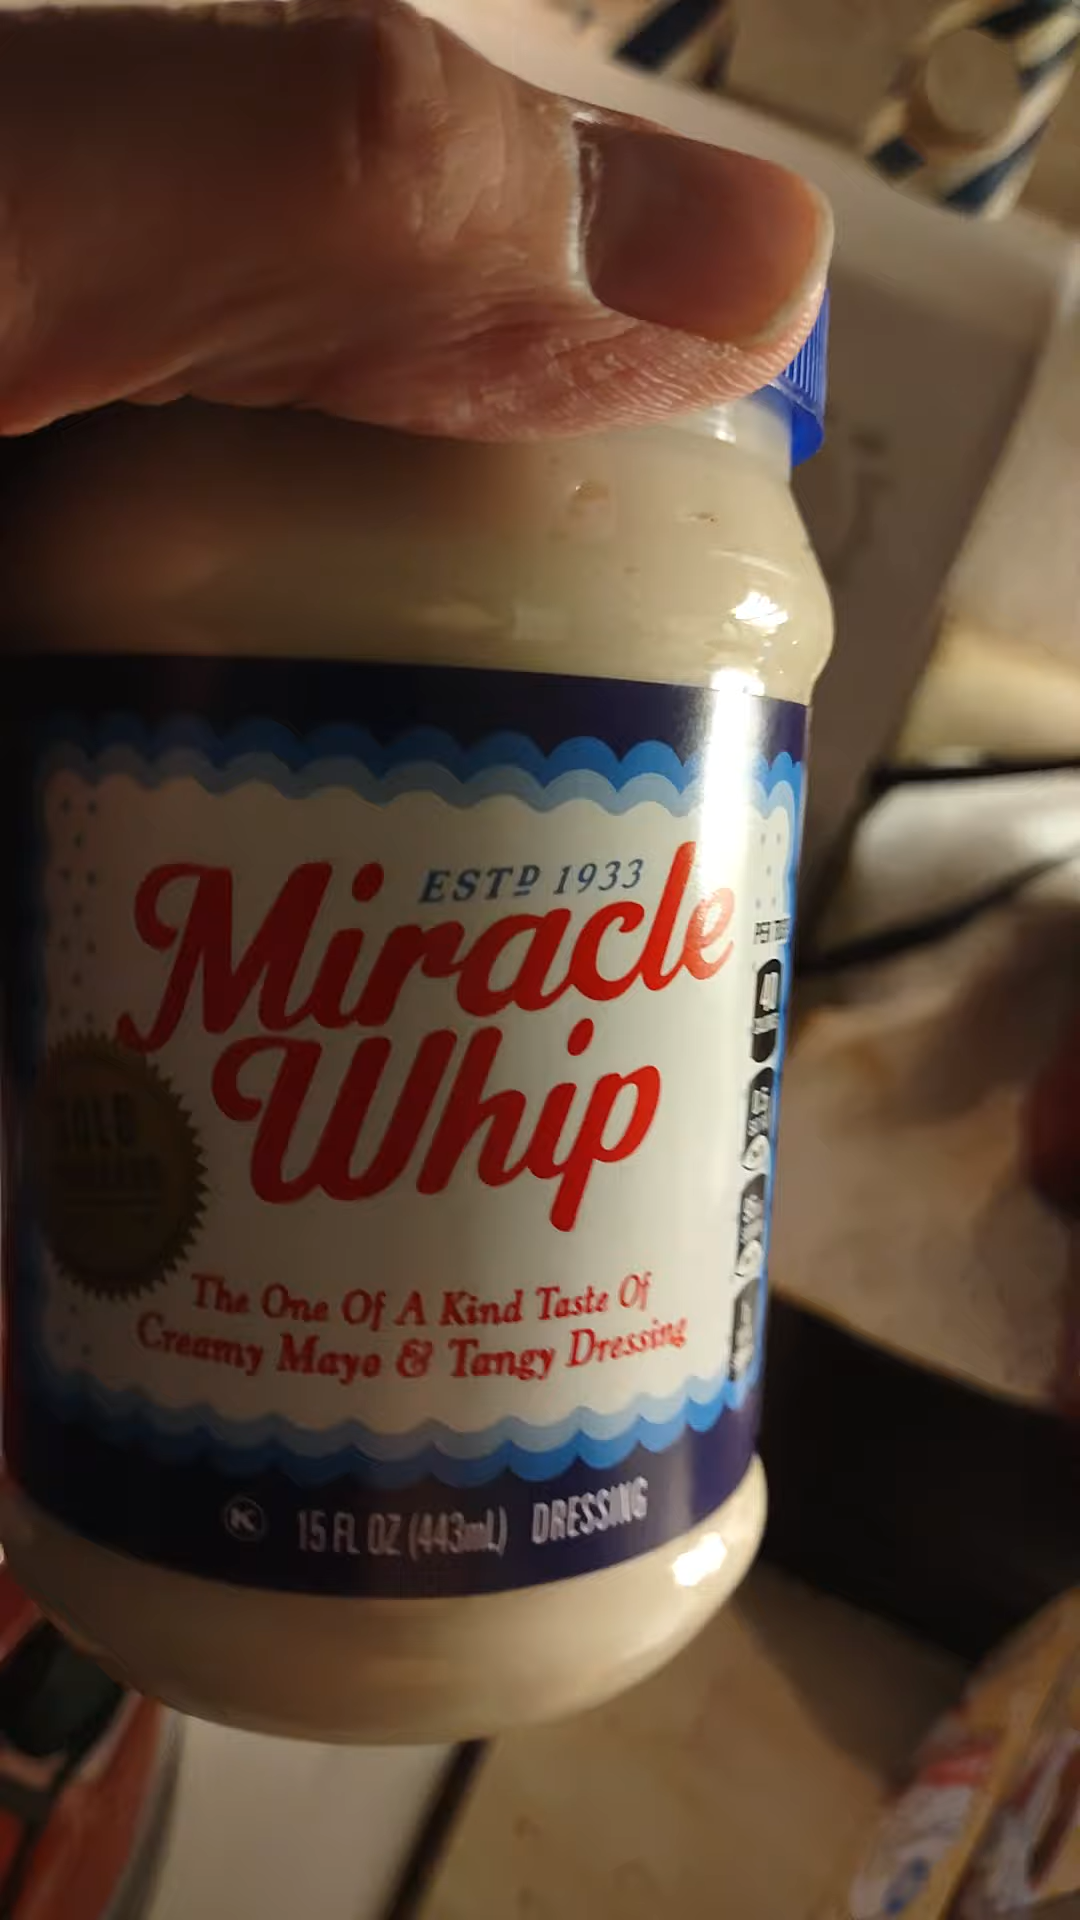 ESTD 1933
Miracle
Whip
The One Of A Kind Taste Of
Creamy Mayo & Tangy Dressing
K 15 FL OZ (443mL) DRESSING